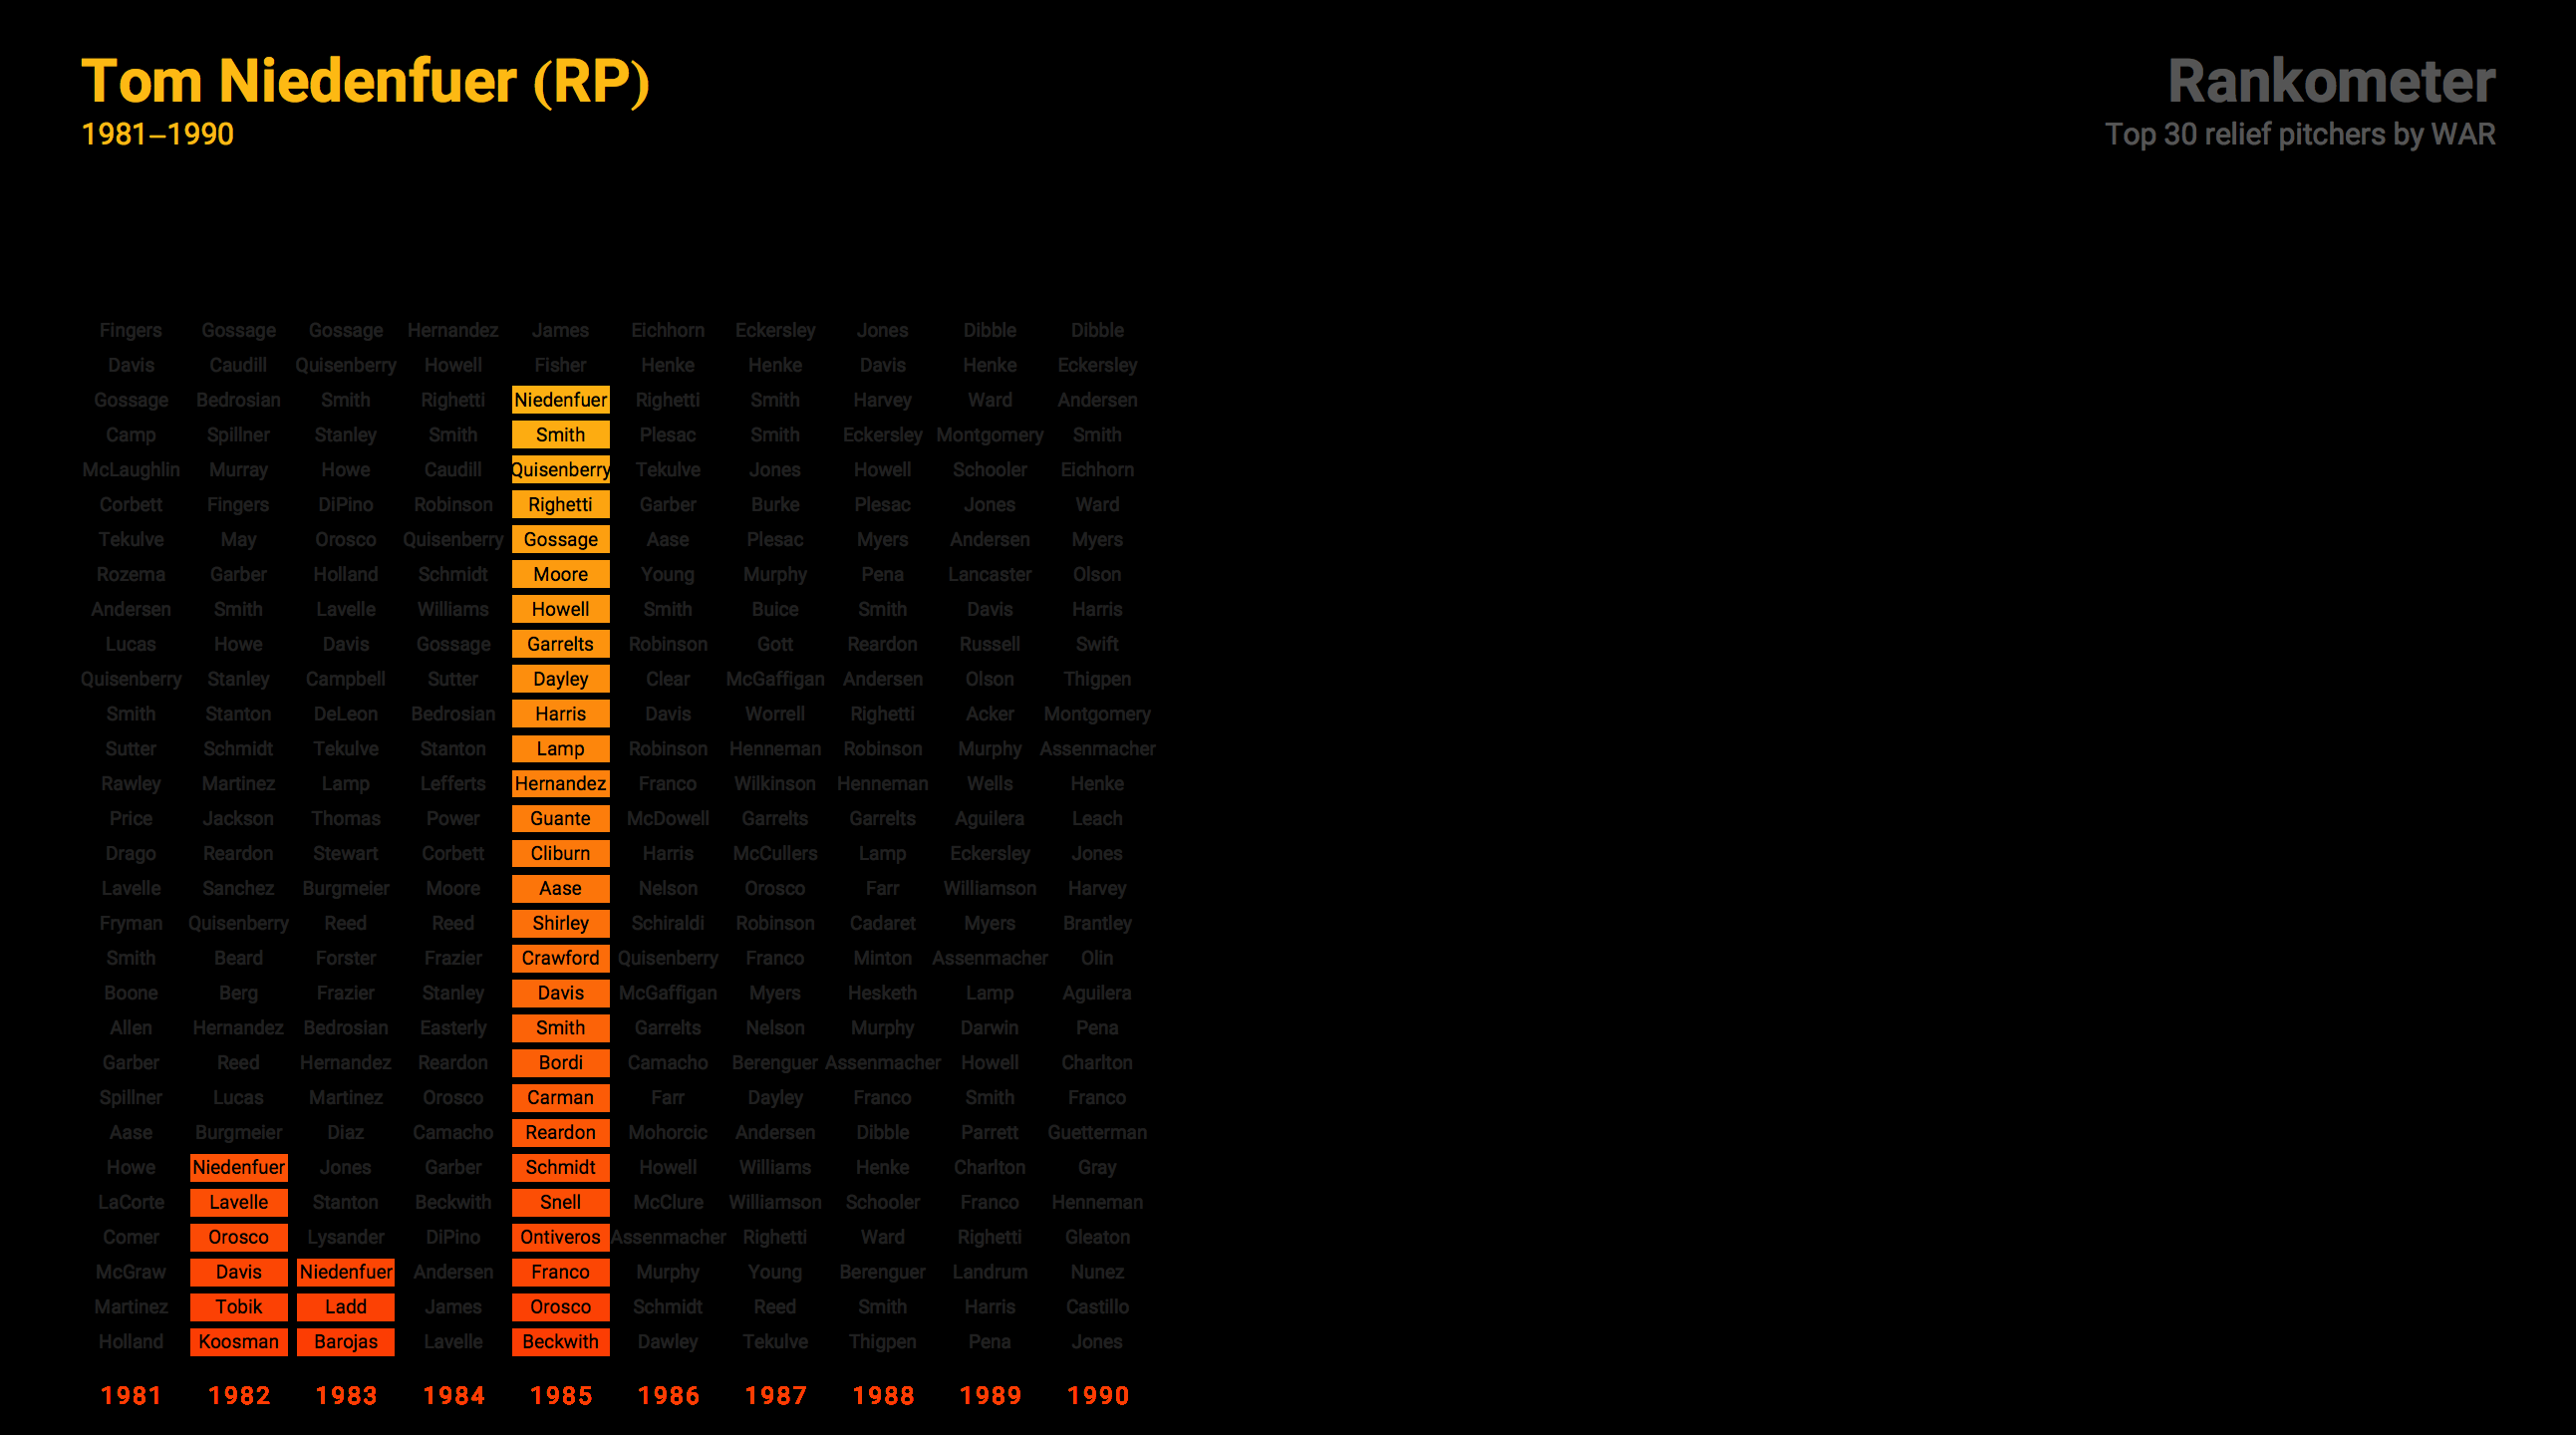 Tom Niedenfuer (RP)
1981–1990
Rankometer
Top 30 relief pitchers by WAR
Fingers Gossage Gossage Hernandez James Eichhorn Eckersley Jones Dibble Dibble
Davis Caudill Quisenberry Howell Fisher Henke Henke Davis Henke Eckersley
Gossage Bedrosian Smith Righetti Niedenfuer Righetti Smith Harvey Ward Andersen
Camp Spillner Stanley Smith Smith Plesac Smith Eckersley Montgomery Smith
McLaughlin Murray Howe Caudill Quisenberry Tekulve Jones Howell Schooler Eichhorn
Corbett Fingers DiPino Robinson Righetti Garber Burke Plesac Jones Ward
Tekulve May Orosco Quisenberry Gossage Aase Plesac Myers Andersen Myers
Rozema Garber Holland Schmidt Moore Young Murphy Pena Lancaster Olson
Andersen Smith Lavelle Williams Howell Smith Buice Smith Davis Harris
Lucas Howe Davis Gossage Garrelts Robinson Gott Reardon Russell Swift
Quisenberry Stanley Campbell Sutter Dayley Clear McGaffigan Andersen Olson Thigpen
Smith Stanton DeLeon Bedrosian Harris Davis Worrell Righetti Acker Montgomery
Sutter Schmidt Tekulve Stanton Lamp Robinson Henneman Robinson Murphy Assenmacher
Rawley Martinez Lamp Lefferts Hernandez Franco Wilkinson Henneman Wells Henke
Price Jackson Thomas Power Guante McDowell Garrelts Garrelts Aguilera Leach
Drago Reardon Stewart Corbett Cliburn Harris McCullers Lamp Eckersley Jones
Lavelle Sanchez Burgmeier Moore Aase Nelson Orosco Farr Williamson Harvey
Fryman Quisenberry Reed Reed Shirley Schiraldi Robinson Cadaret Myers Brantley
Smith Beard Forster Frazier Crawford Quisenberry Franco Minton Assenmacher Olin
Boone Berg Frazier Stanley Davis McGaffigan Myers Hesketh Lamp Aguilera
Allen Hernandez Bedrosian Easterly Smith Garrelts Nelson Murphy Darwin Pena
Garber Reed Hernandez Reardon Bordi Camacho Berenguer Assenmacher Howell Charlton
Spillner Lucas Martinez Orosco Carman Farr Dayley Franco Smith Franco
Aase Burgmeier Diaz Camacho Reardon Mohorcic Andersen Dibble Parrett Guetterman
Howe Niedenfuer Jones Garber Schmidt Howell Williams Henke Charlton Gray
LaCorte Lavelle Stanton Beckwith Snell McClure Williamson Schooler Franco Henneman
Comer Orosco Lysander DiPino Ontiveros Assenmacher Righetti Ward Righetti Gleaton
McGraw Davis Niedenfuer Andersen Franco Murphy Young Berenguer Landrum Nunez
Martinez Tobik Ladd James Orosco Schmidt Reed Smith Harris Castillo
Holland Koosman Barojas Lavelle Beckwith Dawley Tekulve Thigpen Pena Jones
1981 1982 1983 1984 1985 1986 1987 1988 1989 1990